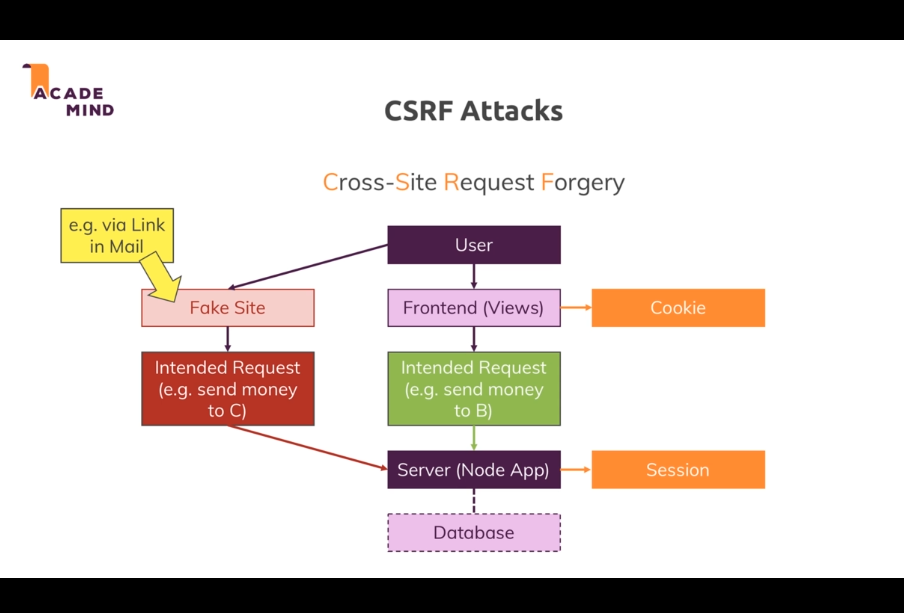 ACADE
MIND
CSRF Attacks
Cross-Site Request Forgery
e.g. via Link
in Mail
User
Fake Site
Frontend (Views)
Cookie
Intended Request
(e.g. send money
to C)
Intended Request
(e.g. send money
to B)
Server (Node App)
Session
Database